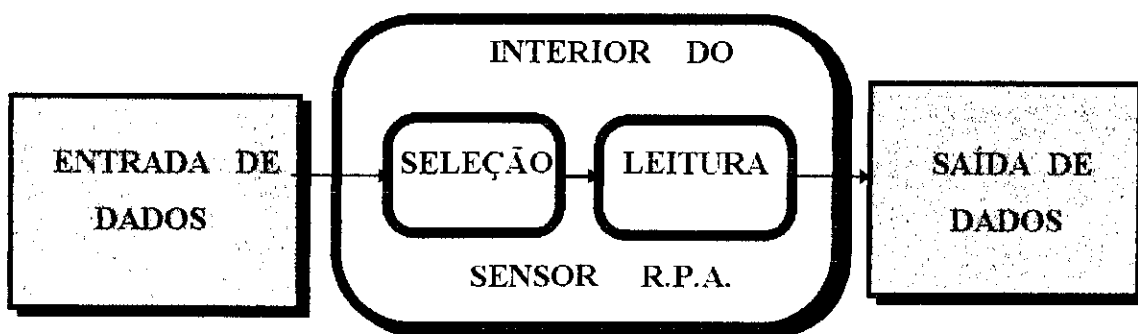 INTERIOR DO
ENTRADA DE
DADOS
SELEÇÃO
LEITURA
SAÍDA DE
DADOS
SENSOR R.P.A.